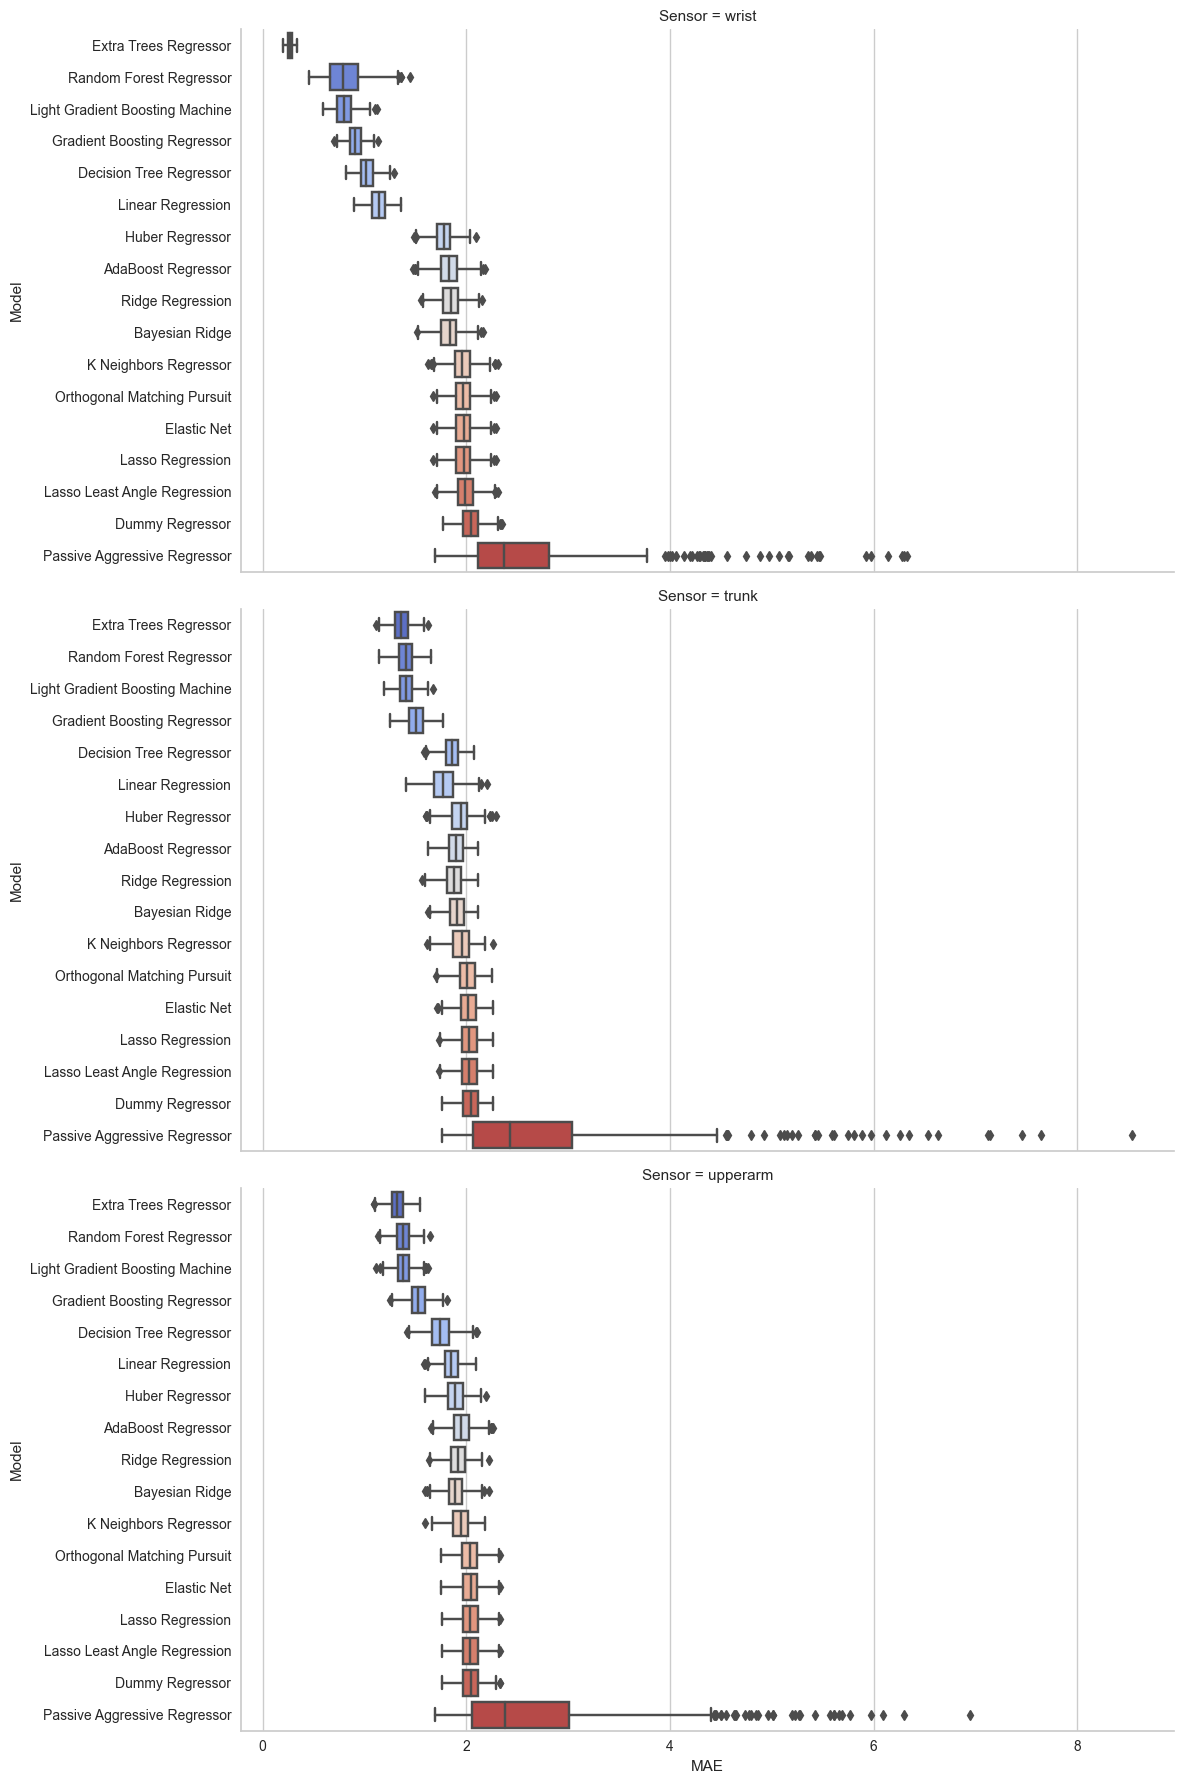 Sensor = wrist
Extra Trees Regressor
Random Forest Regressor
Light Gradient Boosting Machine
Gradient Boosting Regressor
Decision Tree Regressor
Linear Regression
Huber Regressor
AdaBoost Regressor
Ridge Regression
Bayesian Ridge
K Neighbors Regressor
Orthogonal Matching Pursuit
Elastic Net
Lasso Regression
Lasso Least Angle Regression
Dummy Regressor
Passive Aggressive Regressor
Model
Sensor = trunk
Extra Trees Regressor
Random Forest Regressor
Light Gradient Boosting Machine
Gradient Boosting Regressor
Decision Tree Regressor
Linear Regression
Huber Regressor
AdaBoost Regressor
Ridge Regression
Bayesian Ridge
K Neighbors Regressor
Orthogonal Matching Pursuit
Elastic Net
Lasso Regression
Lasso Least Angle Regression
Dummy Regressor
Passive Aggressive Regressor
Model
Sensor = upperarm
Extra Trees Regressor
Random Forest Regressor
Light Gradient Boosting Machine
Gradient Boosting Regressor
Decision Tree Regressor
Linear Regression
Huber Regressor
AdaBoost Regressor
Ridge Regression
Bayesian Ridge
K Neighbors Regressor
Orthogonal Matching Pursuit
Elastic Net
Lasso Regression
Lasso Least Angle Regression
Dummy Regressor
Passive Aggressive Regressor
Model
0 2 4 6 8
MAE